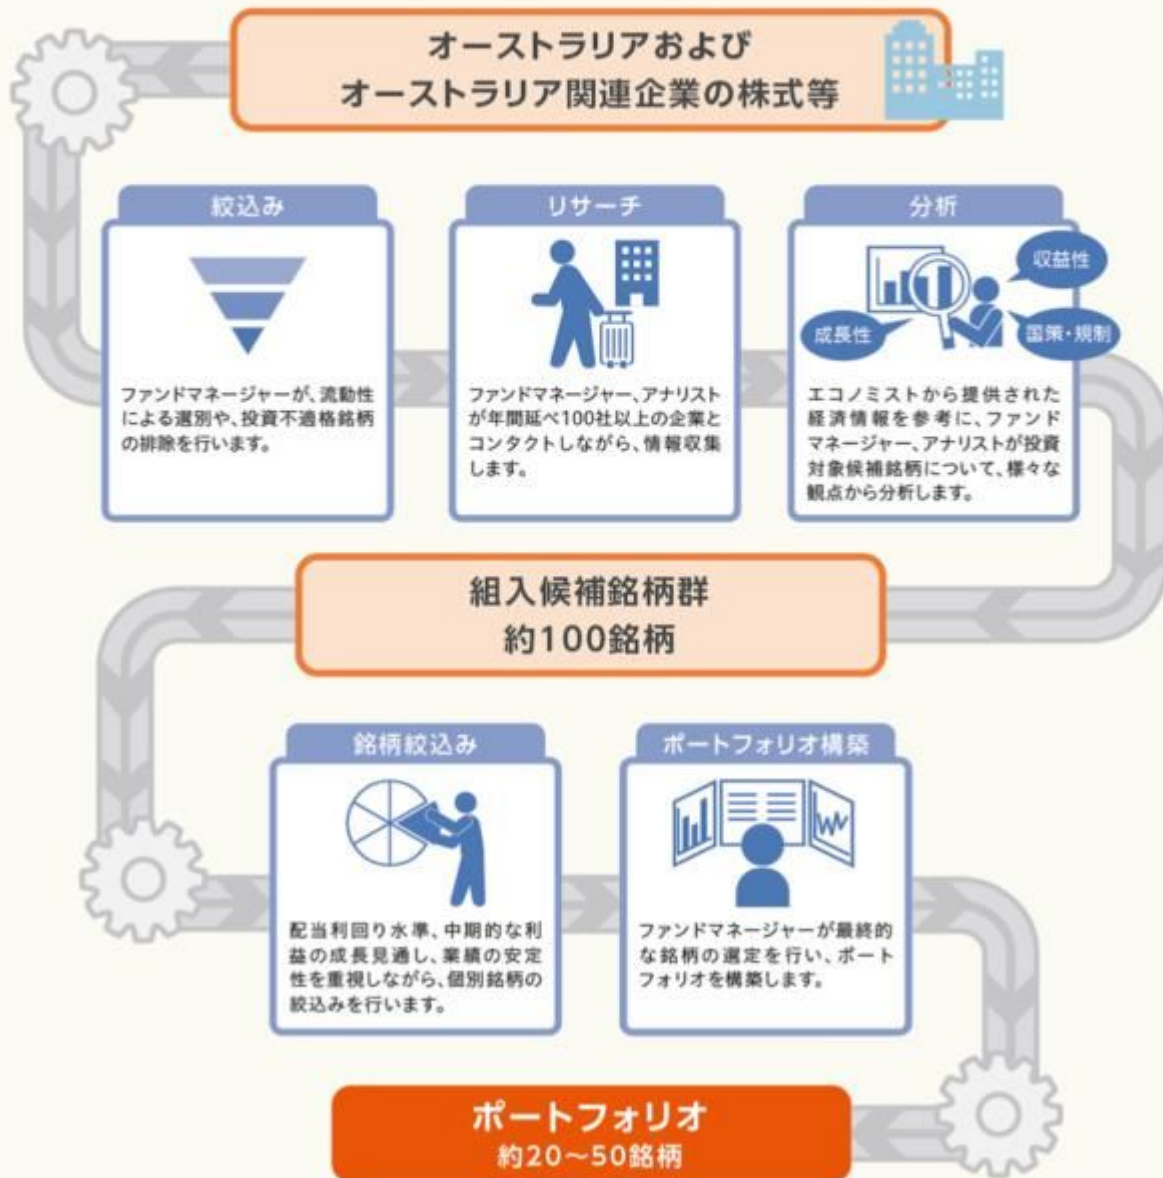 オーストラリアおよび
オーストラリア関連企業の株式等
絞込み
ファンドマネージャーが、流動性
による選別や、投資不適格銘柄
の排除を行います。
リサーチ
ファンドマネージャー、アナリスト
が年間延べ100社以上の企業と
コンタクトしながら、情報収集
します。
分析
収益性
成長性
国策・規制
エコノミストから提供された
経済情報を参考に、ファンド
マネージャー、アナリストが投資
対象候補銘柄について、様々な
観点から分析します。
組入候補銘柄群
約100銘柄
銘柄絞込み
配当利回り水準、中期的な利
益の成長見通し、業績の安定
性を重視しながら、個別銘柄の
絞込みを行います。
ポートフォリオ構築
ファンドマネージャーが最終的
な銘柄の選定を行い、ポート
フォリオを構築します。
ポートフォリオ
約20～50銘柄